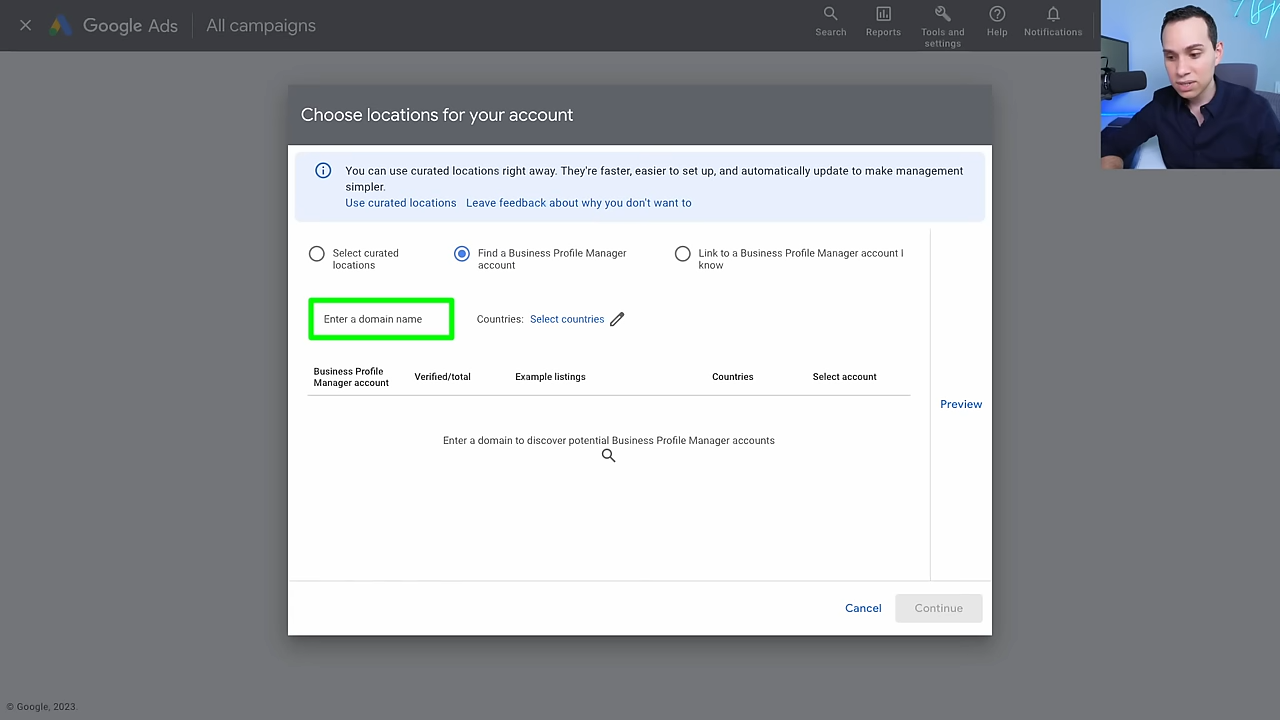 Google Ads
All campaigns
Search
Reports
Tools and
settings
Help
Notifications
Choose locations for your account
You can use curated locations right away. They're faster, easier to set up, and automatically update to make management
simpler.
Use curated locations Leave feedback about why you don't want to
Select curated
locations
Find a Business Profile Manager
account
Link to a Business Profile Manager account I
know
Enter a domain name
Countries: Select countries
Business Profile
Manager account
Verified/total
Example listings
Countries
Select account
Enter a domain to discover potential Business Profile Manager accounts
Preview
Cancel
Continue
© Google, 2023.